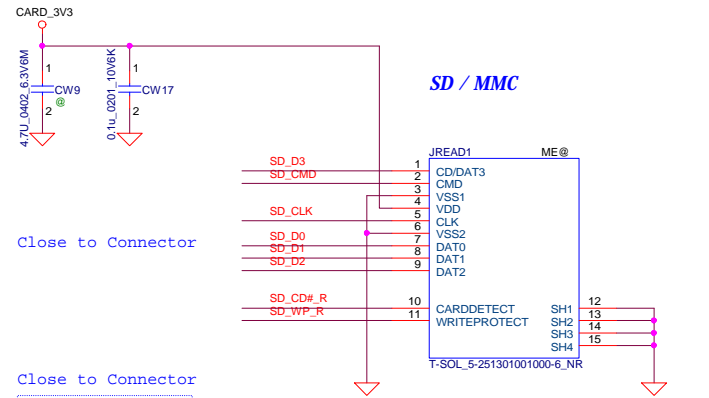 CARD_3V3
4.7U_0402_6.3V6M
1
CW9
@
2
0.1u_0201_10V6K
1
CW17
2
SD / MMC
JREAD1
ME@
SD_D3
1
CD/DAT3
SD_CMD
2
CMD
3
VSS1
4
VDD
SD_CLK
5
CLK
6
VSS2
SD_D0
7
DAT0
SD_D1
8
DAT1
SD_D2
9
DAT2
Close to Connector
SD_CD#_R
10
CARDDETECT
SD_WP_R
11
WRITEPROTECT
SH1
12
SH2
13
SH3
14
SH4
15
T-SOL_5-251301001000-6_NR
Close to Connector